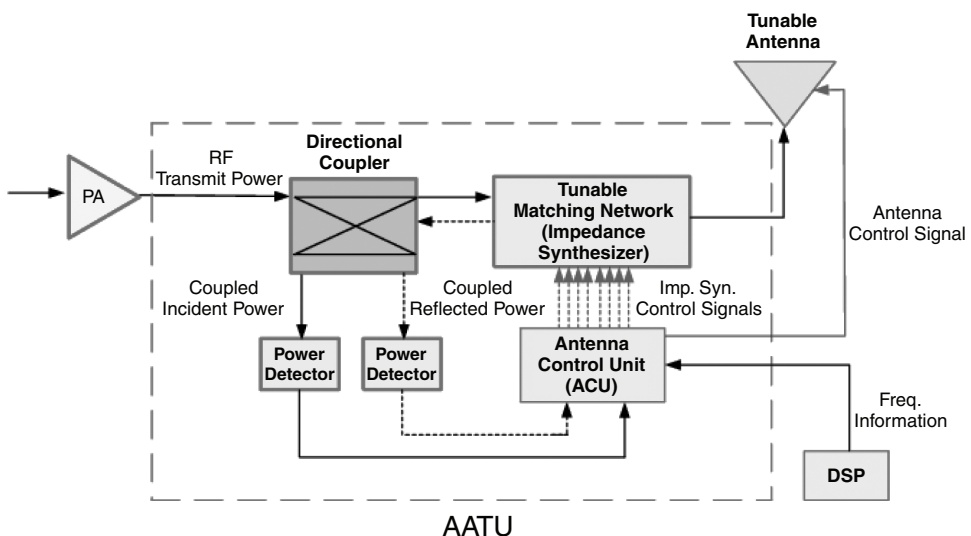 Tunable
Antenna
Directional
Coupler
RF
Transmit Power
PA
Tunable
Matching Network
(Impedance
Synthesizer)
Antenna
Control Signal
Coupled
Incident Power
Coupled
Reflected Power
Imp. Syn.
Control Signals
Power
Detector
Power
Detector
Antenna
Control Unit
(ACU)
Freq.
Information
DSP
AATU